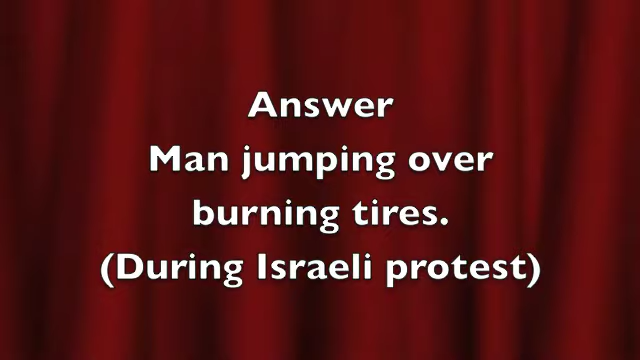 Answer
Man jumping over
burning tires.
(During Israeli protest)